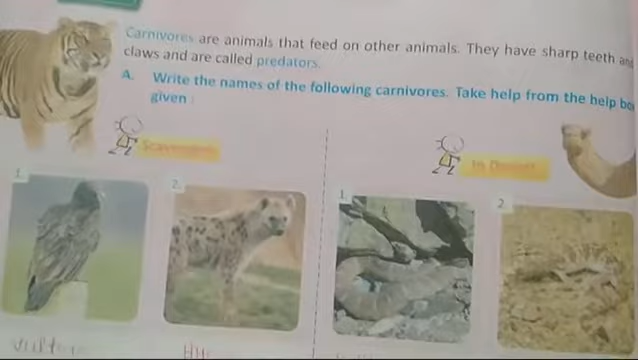 Carnivores are animals that feed on other animals. They have sharp teeth and
claws and are called predators.
A. Write the names of the following carnivores. Take help from the help
given :
Scavengers
In Desert
1.
2.
1.
2.
vulture